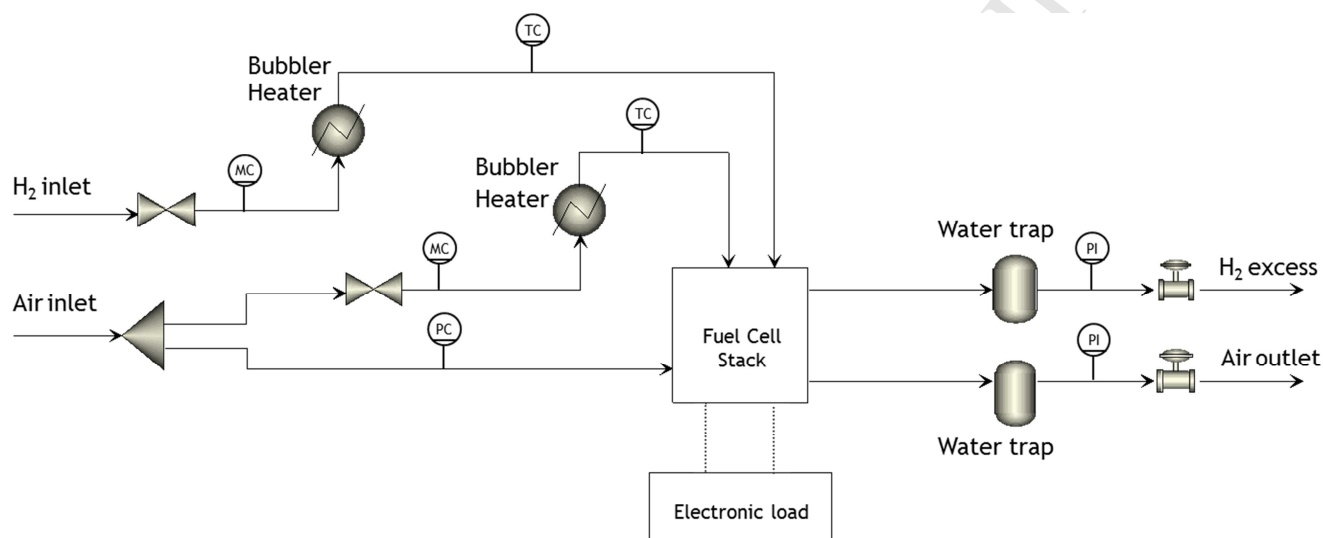 TC
Bubbler
Heater
TC
MC
Bubbler
Heater
H₂ inlet
MC
Water trap
PI
H₂ excess
Air inlet
PC
Fuel Cell
Stack
PI
Air outlet
Water trap
Electronic load